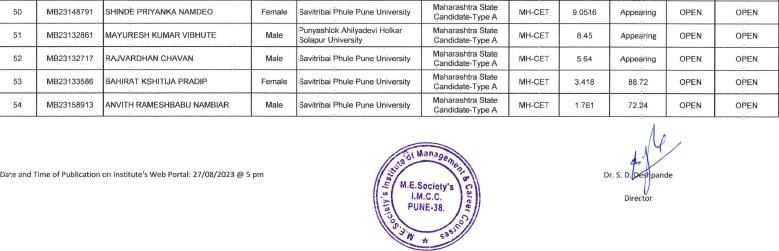 50 MB23148791 SHINDE PRIYANKA NAMDEO Female Savitribai Phule Pune University Maharashtra State Candidate-Type A MH-CET 9.0516 Appearing OPEN OPEN
51 MB23132861 MAYURESH KUMAR VIBHUTE Male Punyashlok Ahilyadevi Holkar Solapur University Maharashtra State Candidate-Type A MH-CET 8.45 Appearing OPEN OPEN
52 MB23132717 RAJVARDHAN CHAVAN Male Savitribai Phule Pune University Maharashtra State Candidate-Type A MH-CET 5.64 Appearing OPEN OPEN
53 MB23133586 BAHIRAT KSHITIJA PRADIP Female Savitribai Phule Pune University Maharashtra State Candidate-Type A MH-CET 3.418 88.72 OPEN OPEN
54 MB23158913 ANVITH RAMESHBABU NAMBIAR Male Savitribai Phule Pune University Maharashtra State Candidate-Type A MH-CET 1.781 72.24 OPEN OPEN
Date and Time of Publication on Institute's Web Portal: 27/08/2023 @ 5 pm
M.E.Society's Institute of Management & Career Courses
M.E.Society's
I.M.C.C.
PUNE-38.
Dr. S. D. Deshpande
Director